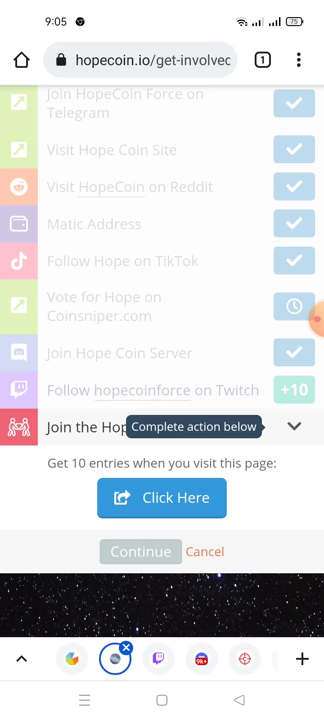 9:05
75
hopecoin.io/get-involvec
1
Join HopeCoin Force on
Telegram
Visit Hope Coin Site
Visit HopeCoin on Reddit
Matic Address
Follow Hope on TikTok
Vote for Hope on
Coinsniper.com
Join Hope Coin Server
Follow hopecoinforce on Twitch
+10
Join the Hop
Complete action below
Get 10 entries when you visit this page:
Click Here
Continue Cancel
9K+